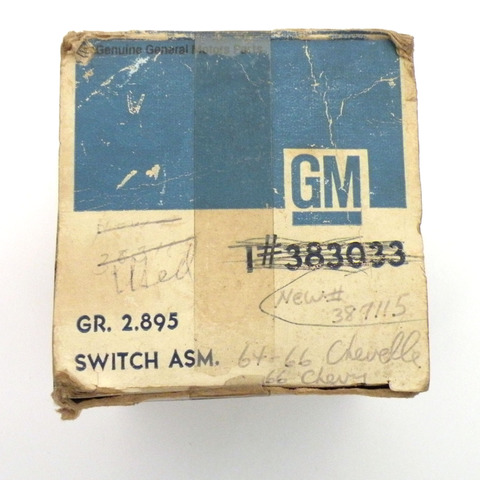 Genuine General Motors Parts
GM
Used
1#383033
New#
389115
GR. 2.895
SWITCH ASM. 64-66 Chevelle
66 Chevy